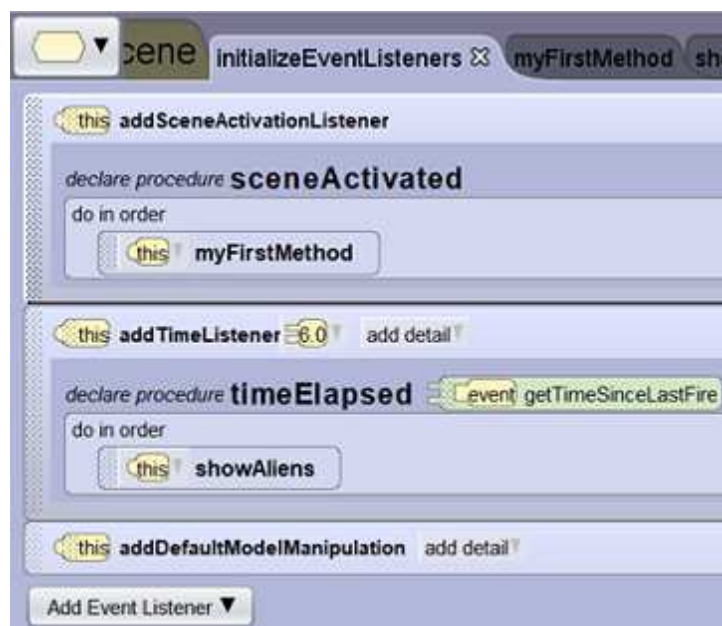 cene initializeEventListeners myFirstMethod sh
this addSceneActivationListener
declare procedure sceneActivated
do in order
this myFirstMethod
this addTimeListener 6.0 add detail
declare procedure timeElapsed event getTimeSinceLastFire
do in order
this showAliens
this addDefaultModelManipulation add detail
Add Event Listener